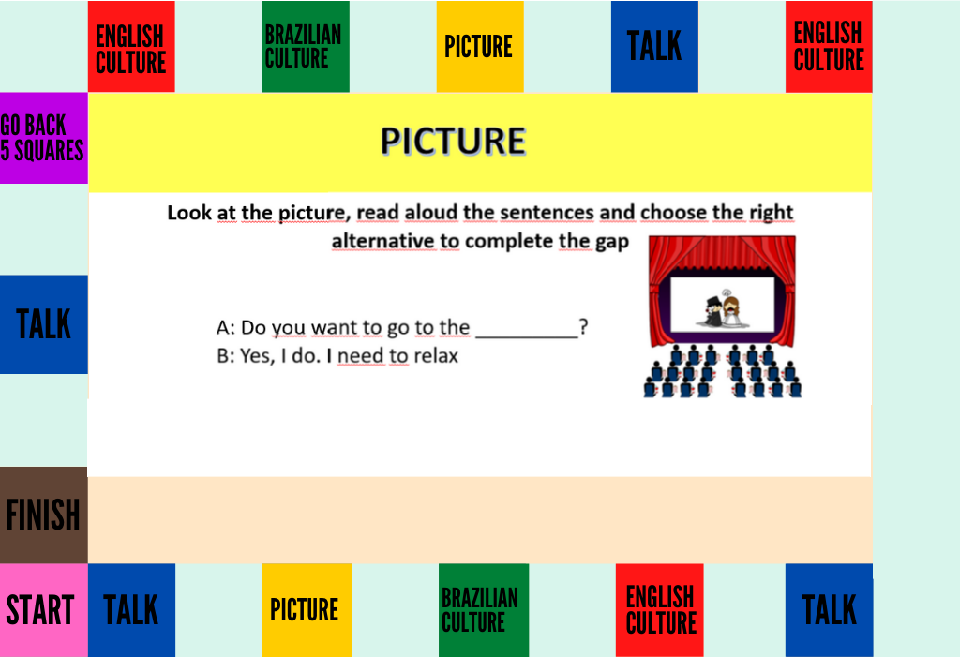 ENGLISH
CULTURE
BRAZILIAN
CULTURE
PICTURE
TALK
ENGLISH
CULTURE
GO BACK
5 SQUARES
PICTURE
Look at the picture, read aloud the sentences and choose the right
alternative to complete the gap
A: Do you want to go to the __________?
B: Yes, I do. I need to relax
TALK
FINISH
START
TALK
PICTURE
BRAZILIAN
CULTURE
ENGLISH
CULTURE
TALK